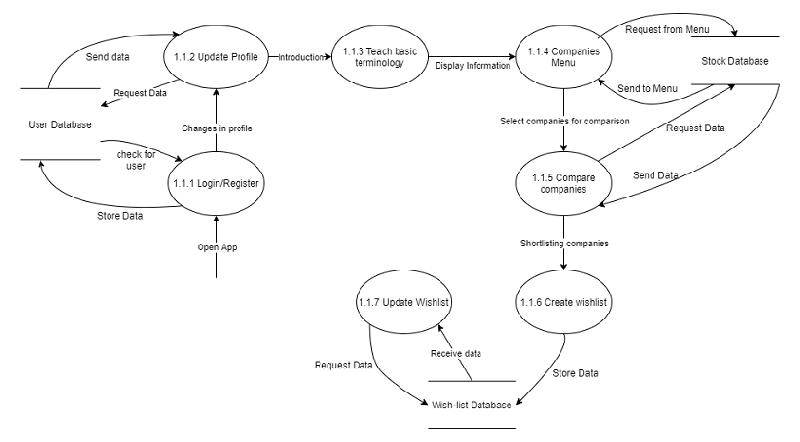 Request from Menu
Send data
1.1.2 Update Profile
Introduction
1.1.3 Teach basic
terminology
Display Information
1.1.4 Companies
Menu
Stock Database
Request Data
Send to Menu
User Database
Changes in profile
Select companies for comparison
Request Data
check for
user
1.1.1 Login/Register
1.1.5 Compare
companies
Send Data
Store Data
Open App
Shortlisting companies
1.1.7 Update Wishlist
1.1.6 Create wishlist
Receive data
Request Data
Store Data
Wish-list Database